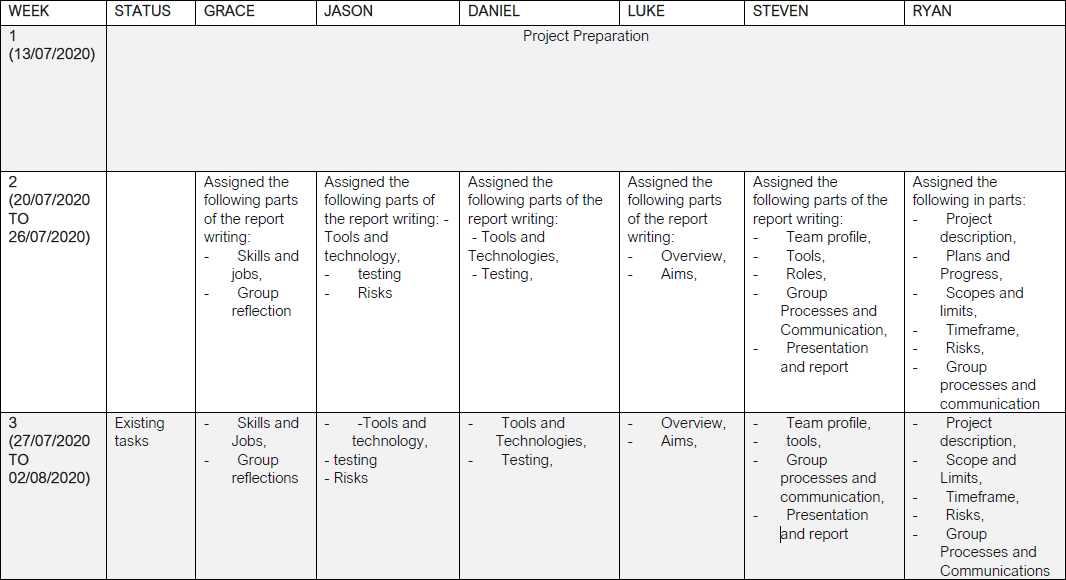 WEEK STATUS GRACE JASON DANIEL LUKE STEVEN RYAN
1
(13/07/2020)
Project Preparation
2
(20/07/2020
TO
26/07/2020)
Assigned the
following parts
of the report
writing:
- Skills and
jobs,
- Group
reflection
Assigned the
following parts of
the report writing: -
Tools and
technology,
- testing
- Risks
Assigned the
following parts of the
report writing:
- Tools and
Technologies,
- Testing,
Assigned the
following parts
of the report
writing:
- Overview,
- Aims,
Assigned the
following parts of the
report writing:
- Team profile,
- Tools,
- Roles,
- Group
Processes and
Communication,
- Presentation
and report
Assigned the
following in parts:
- Project
description,
- Plans and
Progress,
- Scopes and
limits,
- Timeframe,
- Risks,
- Group
processes and
communication
3
(27/07/2020
TO
02/08/2020)
Existing
tasks
- Skills and
Jobs,
- Group
reflections
- -Tools and
technology,
- testing
- Risks
- Tools and
Technologies,
- Testing,
- Overview,
- Aims,
- Team profile,
- tools,
- Group
processes and
communication,
- Presentation
and report
- Project
description,
- Scope and
Limits,
- Timeframe,
- Risks,
- Group
Processes and
Communications